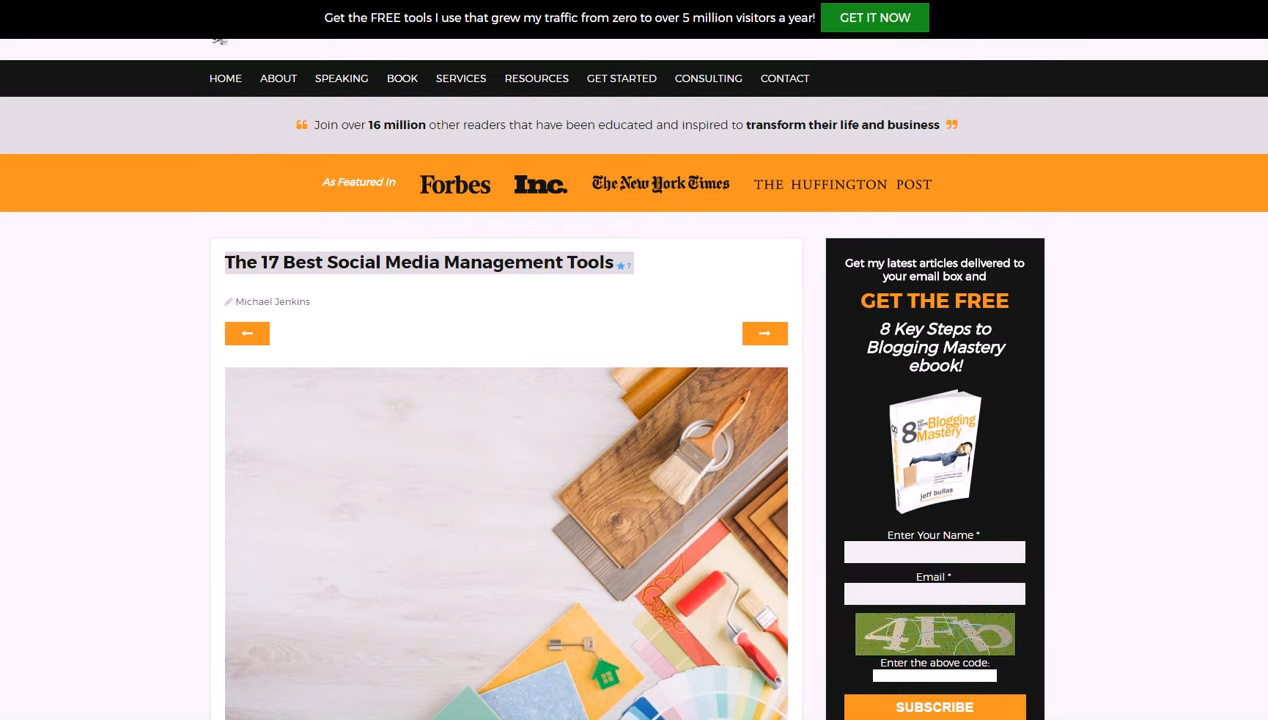 Get the FREE tools I use that grew my traffic from zero to over 5 million visitors a year! GET IT NOW
HOME ABOUT SPEAKING BOOK SERVICES RESOURCES GET STARTED CONSULTING CONTACT
Join over 16 million other readers that have been educated and inspired to transform their life and business
As Featured In Forbes Inc. The New York Times THE HUFFINGTON POST
The 17 Best Social Media Management Tools 7
Michael Jenkins
Get my latest articles delivered to
your email box and
GET THE FREE
8 Key Steps to
Blogging Mastery
ebook!
8 Blogging
Mastery
jeff bullas
Enter Your Name *
Email *
4Fb
Enter the above code:
SUBSCRIBE